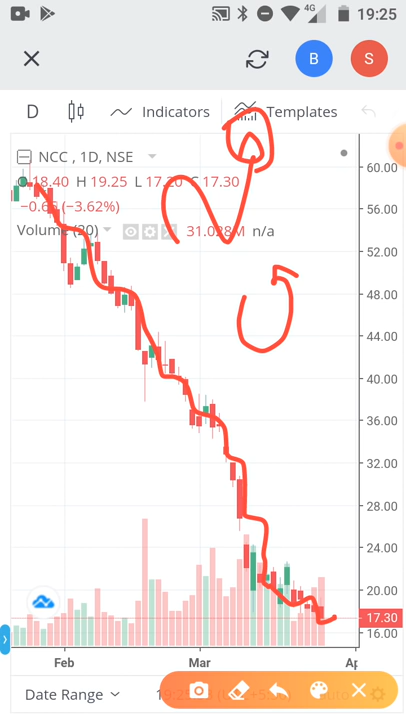 4G 19:25
B S
D Indicators Templates
NCC , 1D, NSE
18.40 H 19.25 L 17.20 C 17.30
(−3.62%)
Volume (20) 31.028M n/a
60.00
56.00
52.00
48.00
44.00
40.00
36.00
32.00
28.00
24.00
20.00
17.30
16.00
Feb Mar
Date Range